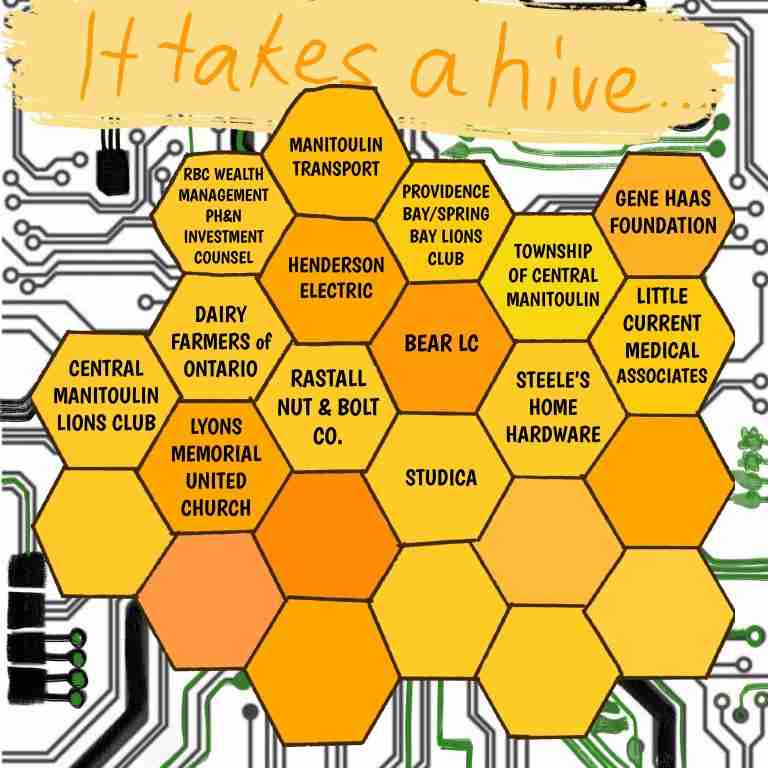 It takes a hive...
MANITOULIN
TRANSPORT
RBC WEALTH
MANAGEMENT
PH&N
INVESTMENT
COUNSEL
PROVIDENCE
BAY/SPRING
BAY LIONS
CLUB
GENE HAAS
FOUNDATION
HENDERSON
ELECTRIC
TOWNSHIP
OF CENTRAL
MANITOULIN
DAIRY
FARMERS of
ONTARIO
BEAR LC
LITTLE
CURRENT
MEDICAL
ASSOCIATES
CENTRAL
MANITOULIN
LIONS CLUB
RASTALL
NUT & BOLT
CO.
STEELE'S
HOME
HARDWARE
LYONS
MEMORIAL
UNITED
CHURCH
STUDICA